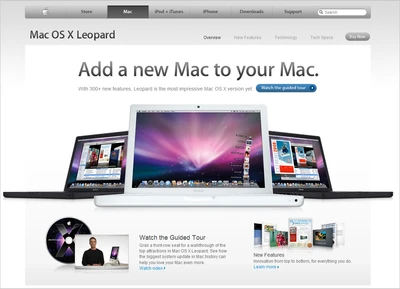 Store
Mac
iPod + iTunes
iPhone
Downloads
Support
Search
Mac OS X Leopard
Overview
New Features
Technology
Tech Specs
Buy Now
Add a new Mac to your Mac.
With 300+ new features, Leopard is the most impressive Mac OS X version yet.
Watch the guided tour
Watch the Guided Tour
Grab a front-row seat for a walkthrough of the
top attractions in Mac OS X Leopard. See how
the biggest system update in Mac history can
help you love your Mac even more.
Watch video
New Features
Innovation from top to bottom, for everything you do.
Learn more